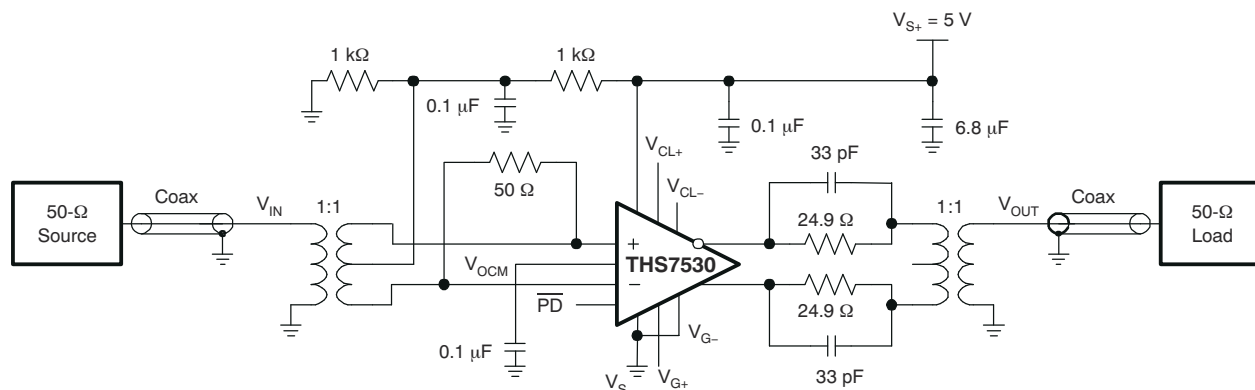 V_{S+} = 5 V
1 kΩ
1 kΩ
0.1 μF
0.1 μF
6.8 μF
V_{CL+}
33 pF
50 Ω
V_{CL−}
50-Ω
Source
Coax
V_{IN}
1:1
24.9 Ω
1:1
V_{OUT}
Coax
50-Ω
Load
+
THS7530
V_{OCM}
−
PD
24.9 Ω
V_{G−}
0.1 μF
V_{S}
V_{G+}
33 pF